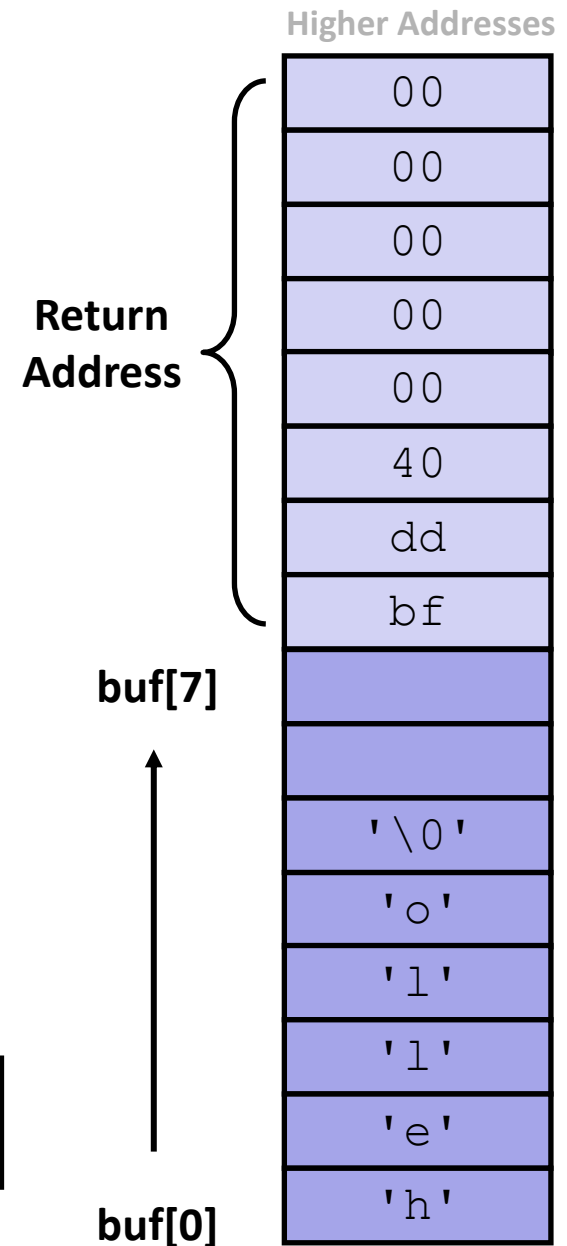 Higher Addresses
00
00
00
00
00
40
dd
bf
Return
Address
buf[7]
'\0'
'o'
'l'
'l'
'e'
'h'
buf[0]